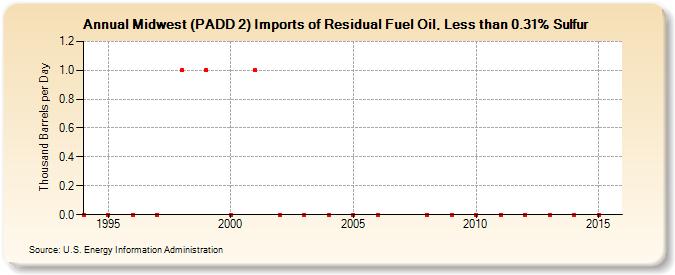 Annual Midwest (PADD 2) Imports of Residual Fuel Oil, Less than 0.31% Sulfur
Thousand Barrels per Day
1.2
1.0
0.8
0.6
0.4
0.2
0.0
1995 2000 2005 2010 2015
Source: U.S. Energy Information Administration